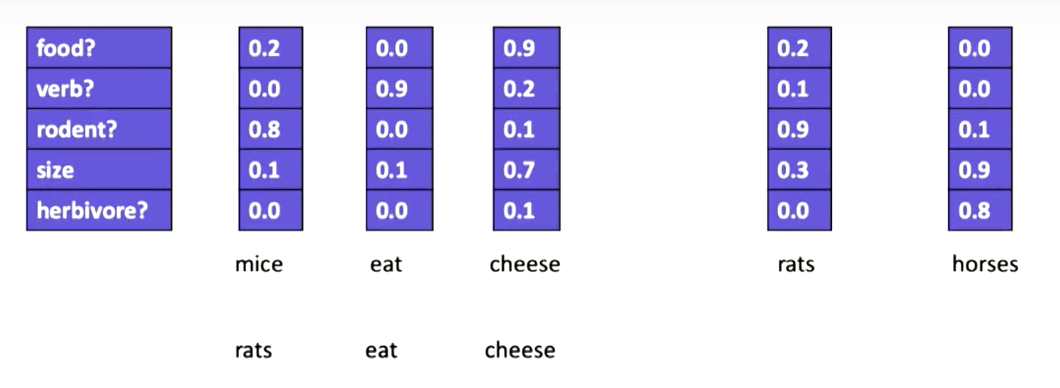 food? 0.2 0.0 0.9 0.2 0.0
verb? 0.0 0.9 0.2 0.1 0.0
rodent? 0.8 0.0 0.1 0.9 0.1
size 0.1 0.1 0.7 0.3 0.9
herbivore? 0.0 0.0 0.1 0.0 0.8
mice eat cheese rats horses
rats eat cheese